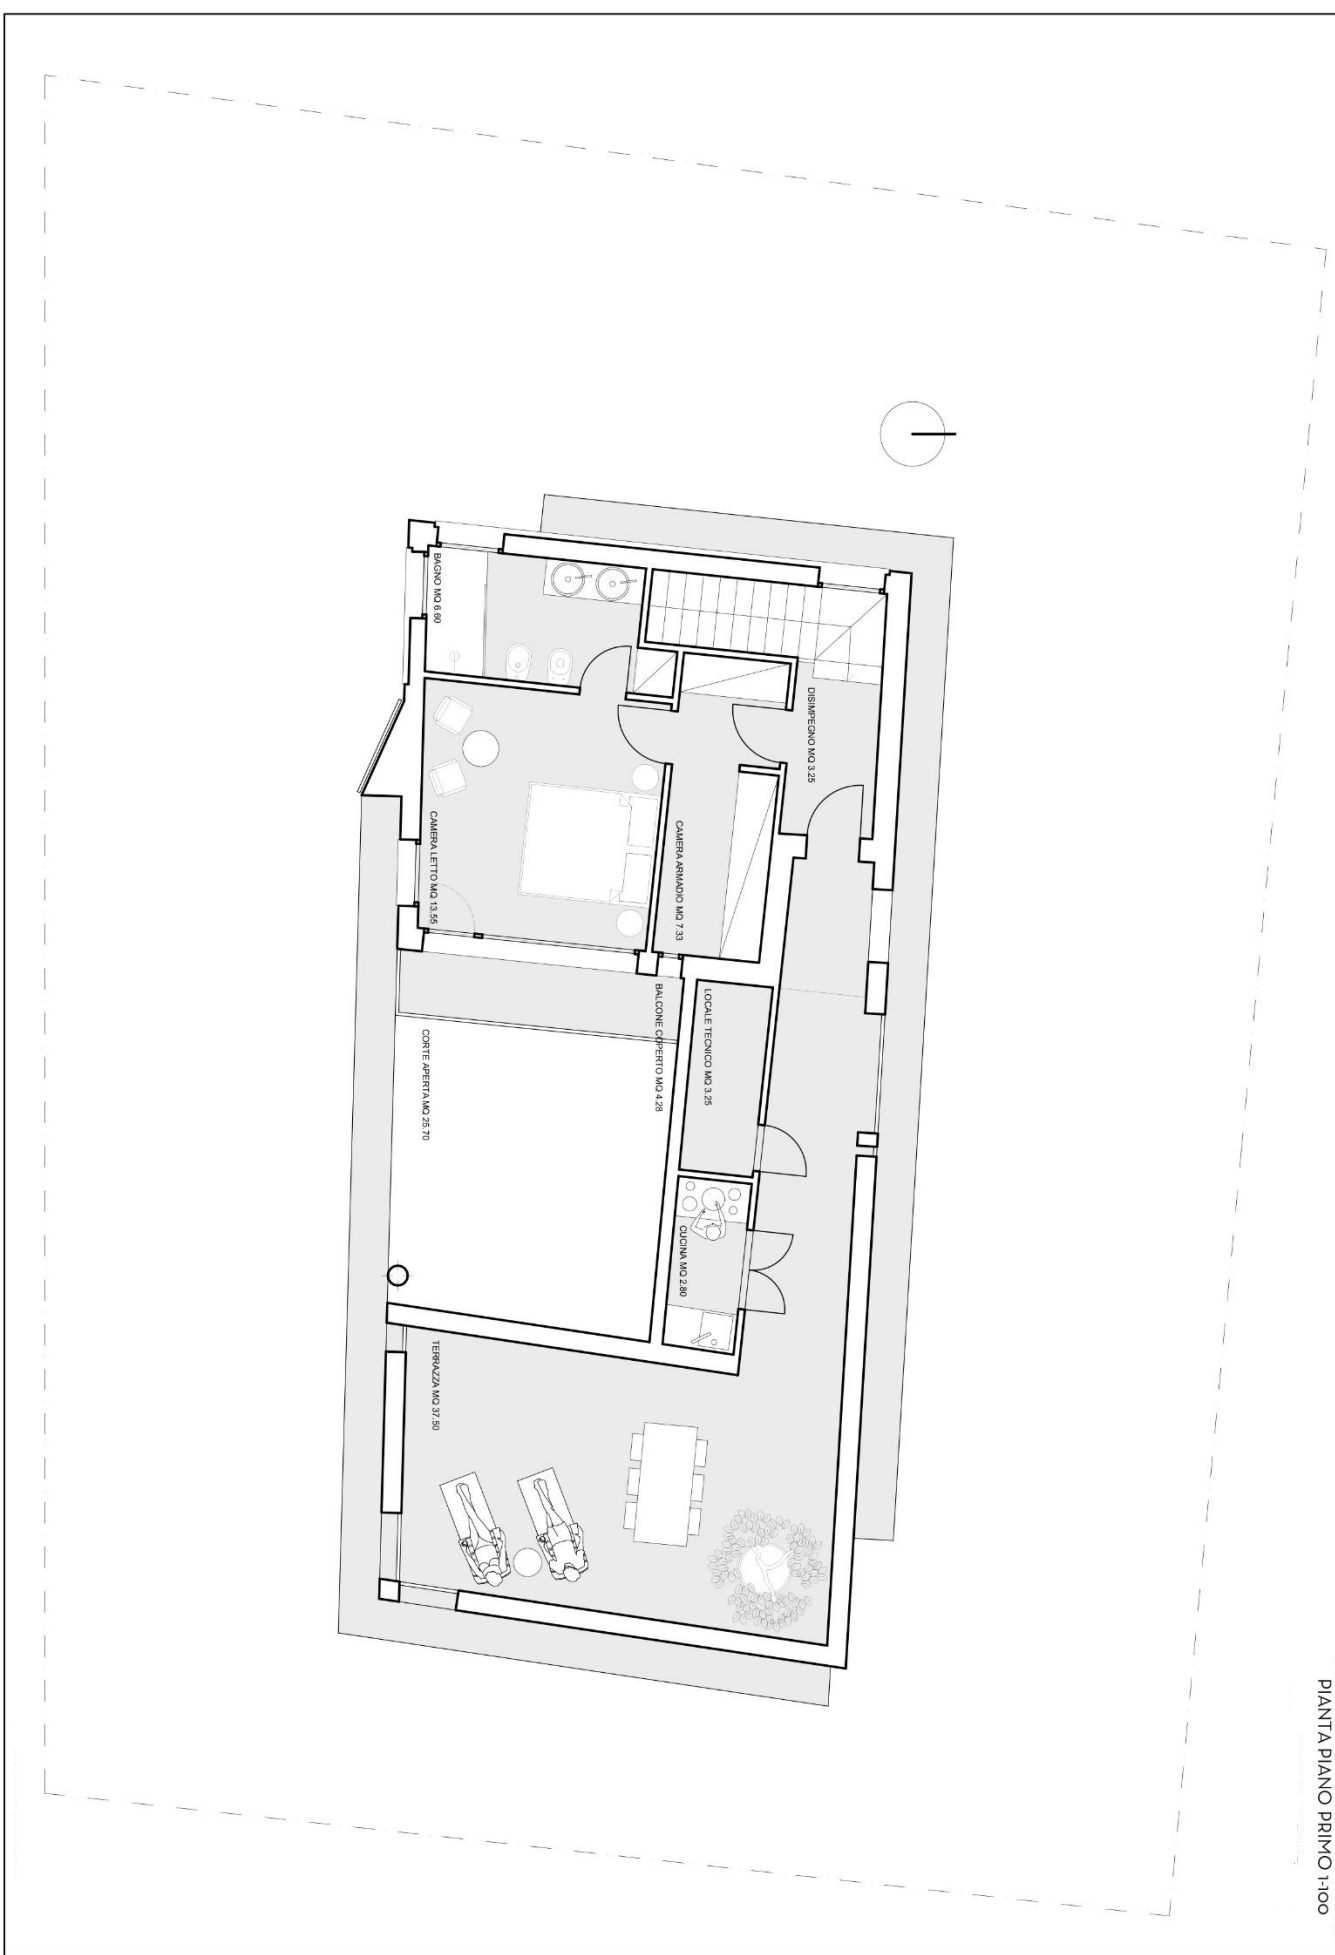 PIANTA PIANO PRIMO 1-100
DISIMPEGNO MQ 3.25
BAGNO MQ 6.60
CAMERA ARMADIO MQ 7.33
CAMERA LETTO MQ 13.55
LOCALE TECNICO MQ 3.25
BALCONE COPERTO MQ 4.28
CORTE APERTA MQ 25.70
CUCINA MQ 2.80
TERRAZZA MQ 37.50